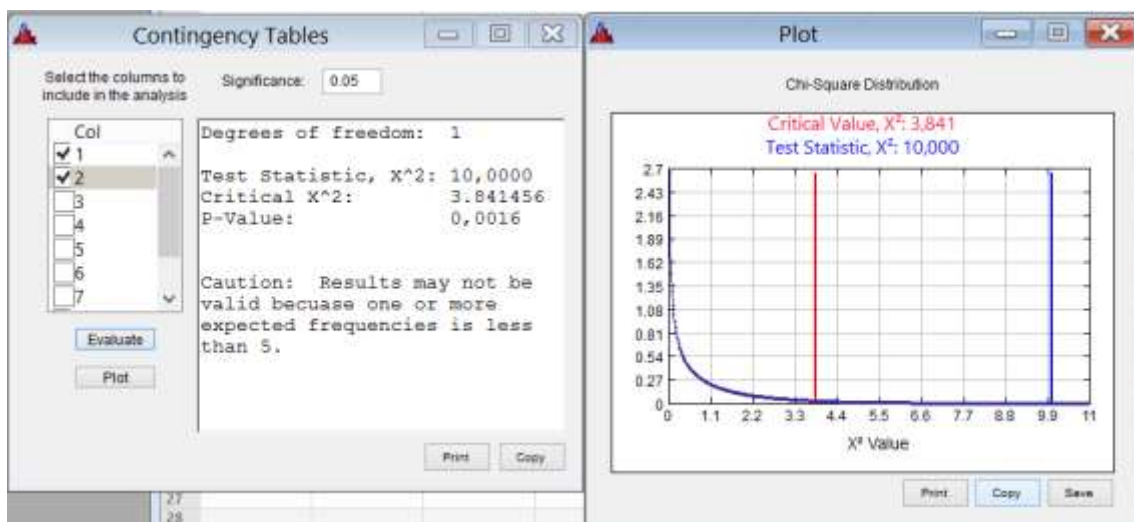 Contingency Tables
Select the columns to
include in the analysis
Significance: 0.05
Col
1
2
3
4
5
6
7
Degrees of freedom: 1
Test Statistic, X^2: 10,0000
Critical X^2: 3.841456
P-Value: 0,0016
Caution: Results may not be
valid becuase one or more
expected frequencies is less
than 5.
Evaluate
Plot
Print
Copy
27
28
Plot
Chi-Square Distribution
Critical Value, X²: 3,841
Test Statistic, X²: 10,000
2.7
2.43
2.16
1.89
1.62
1.35
1.08
0.81
0.54
0.27
0
0 1.1 2.2 3.3 4.4 5.5 6.6 7.7 8.8 9.9 11
X² Value
Print
Copy
Save